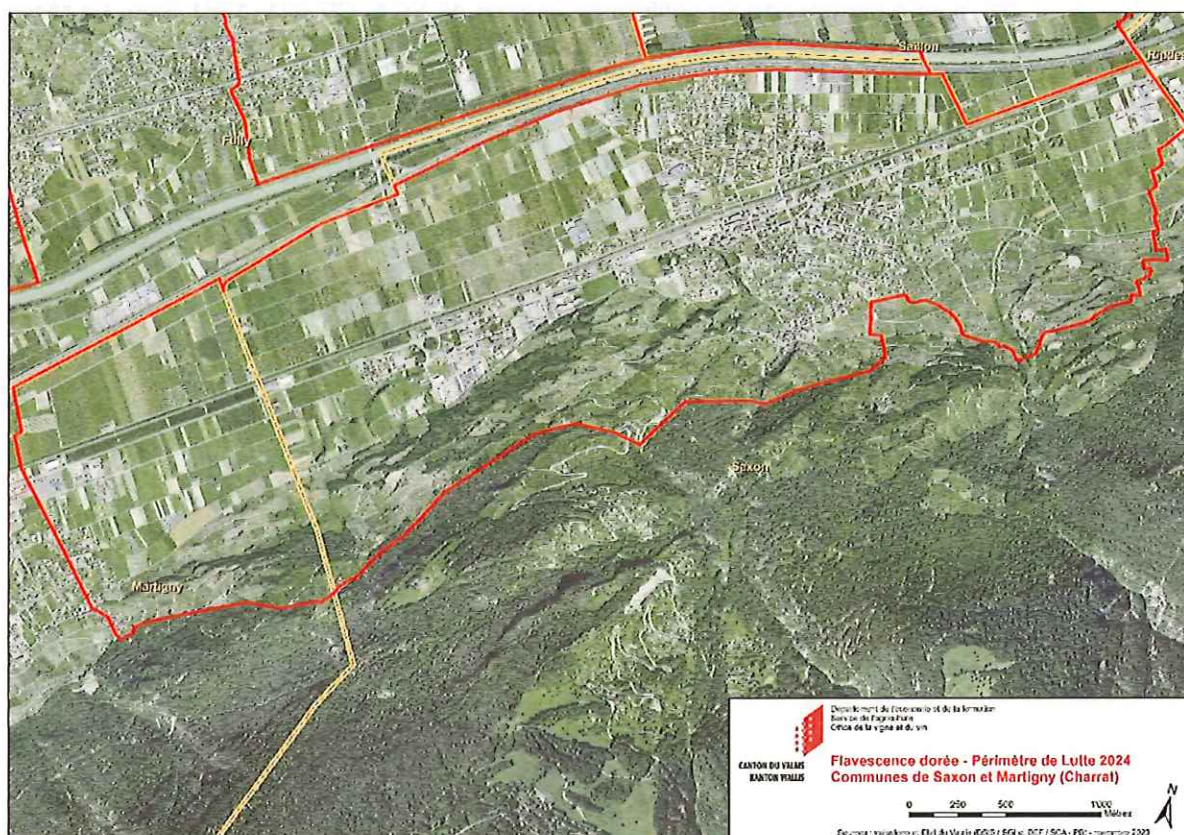 Saillon
Fully
Saxon
Martigny
Département de l'économie et de la formation
Service de l'agriculture
Office de la vigne et du vin
CANTON DU VALAIS
KANTON WALLIS
Flavescence dorée - Périmètre de Lutte 2024
Communes de Saxon et Martigny (Charrat)
0 250 500 1'000
Mètres
N